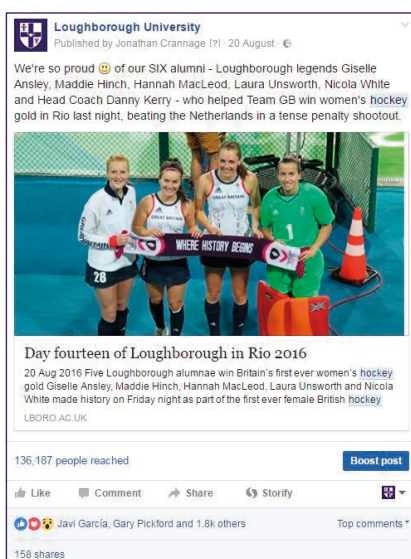 Loughborough University
Published by Jonathan Crannage [?] · 20 August ·
We're so proud 😃 of our SIX alumni - Loughborough legends Giselle
Ansley, Maddie Hinch, Hannah MacLeod, Laura Unsworth, Nicola White
and Head Coach Danny Kerry - who helped Team GB win women's hockey
gold in Rio last night, beating the Netherlands in a tense penalty shootout.
GREAT BRITAIN
GREAT BRITAIN
28
WHERE HISTORY BEGINS
1
Day fourteen of Loughborough in Rio 2016
20 Aug 2016 Five Loughborough alumnae win Britain's first ever women's hockey
gold Giselle Ansley, Maddie Hinch, Hannah MacLeod, Laura Unsworth and Nicola
White made history on Friday night as part of the first ever female British hockey
LBORO.AC.UK
136,187 people reached
Boost post
Like Comment Share Storify
Javi García, Gary Pickford and 1.8k others
Top comments
158 shares